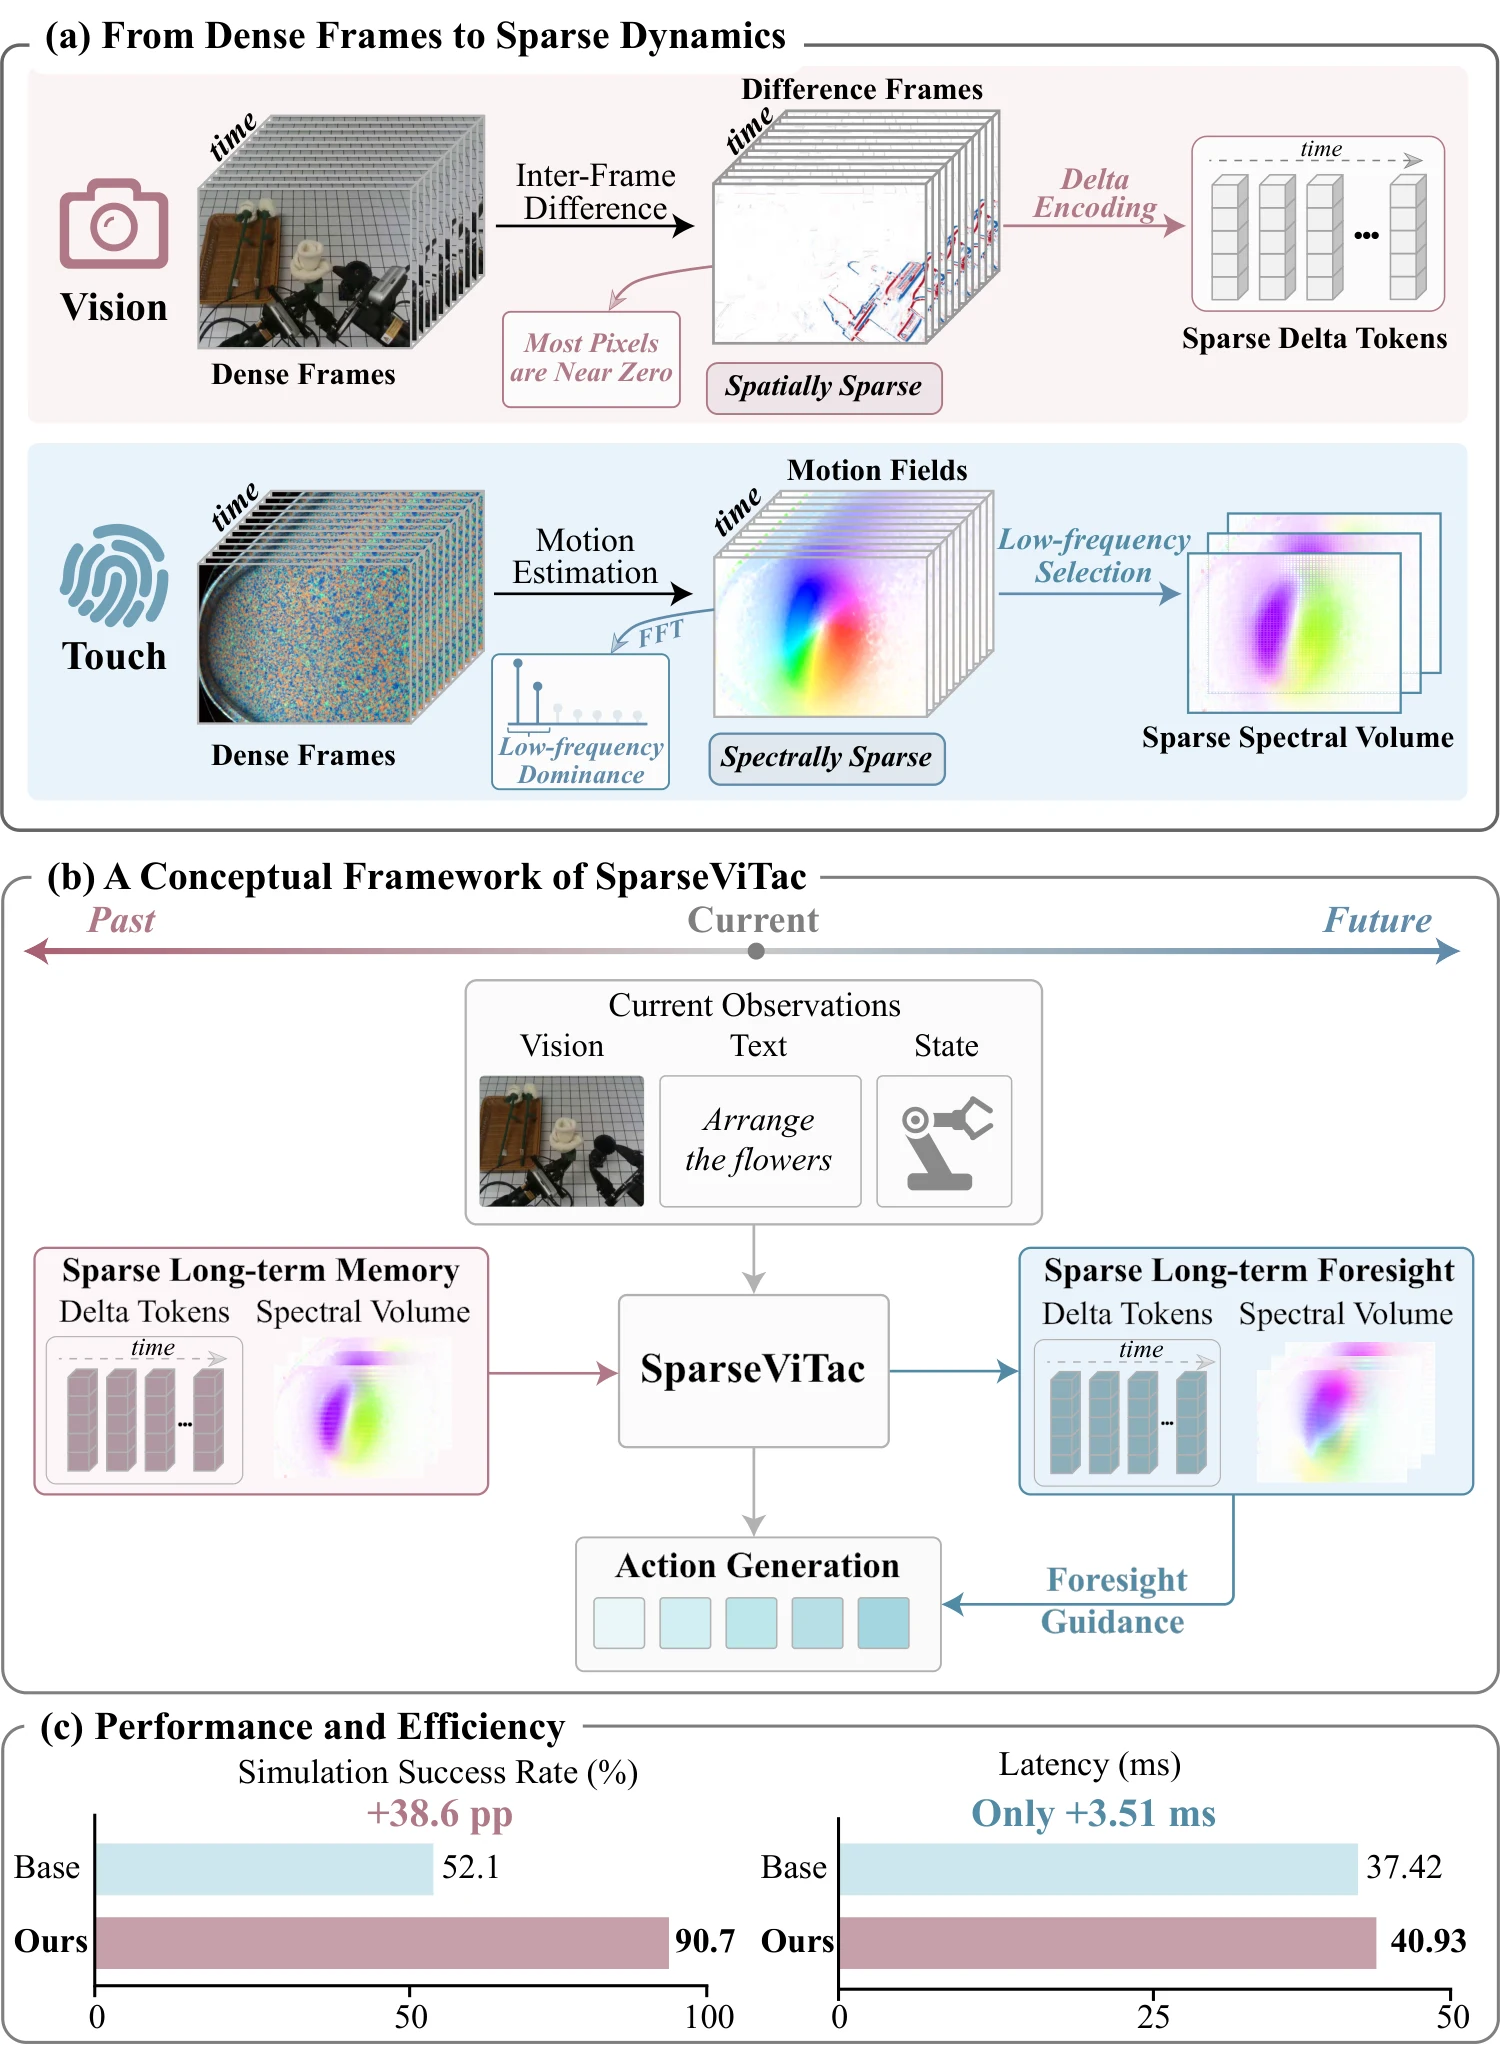 (a) From Dense Frames to Sparse Dynamics
Difference Frames
time
time
time
Inter-Frame
Difference
Delta
Encoding
Vision
Most Pixels
are Near Zero
Spatially Sparse
Dense Frames
Sparse Delta Tokens
Motion Fields
time
time
Motion
Estimation
Low-frequency
Selection
FFT
Touch
Low-frequency
Dominance
Spectrally Sparse
Dense Frames
Sparse Spectral Volume
(b) A Conceptual Framework of SparseViTac
Past
Current
Future
Current Observations
Vision
Text
State
Arrange
the flowers
Sparse Long-term Memory
Delta Tokens
Spectral Volume
time
SparseViTac
Sparse Long-term Foresight
Delta Tokens
Spectral Volume
time
Action Generation
Foresight
Guidance
(c) Performance and Efficiency
Simulation Success Rate (%)
+38.6 pp
Base
52.1
Ours
90.7
0
50
100
Latency (ms)
Only +3.51 ms
Base
37.42
Ours
40.93
0
25
50